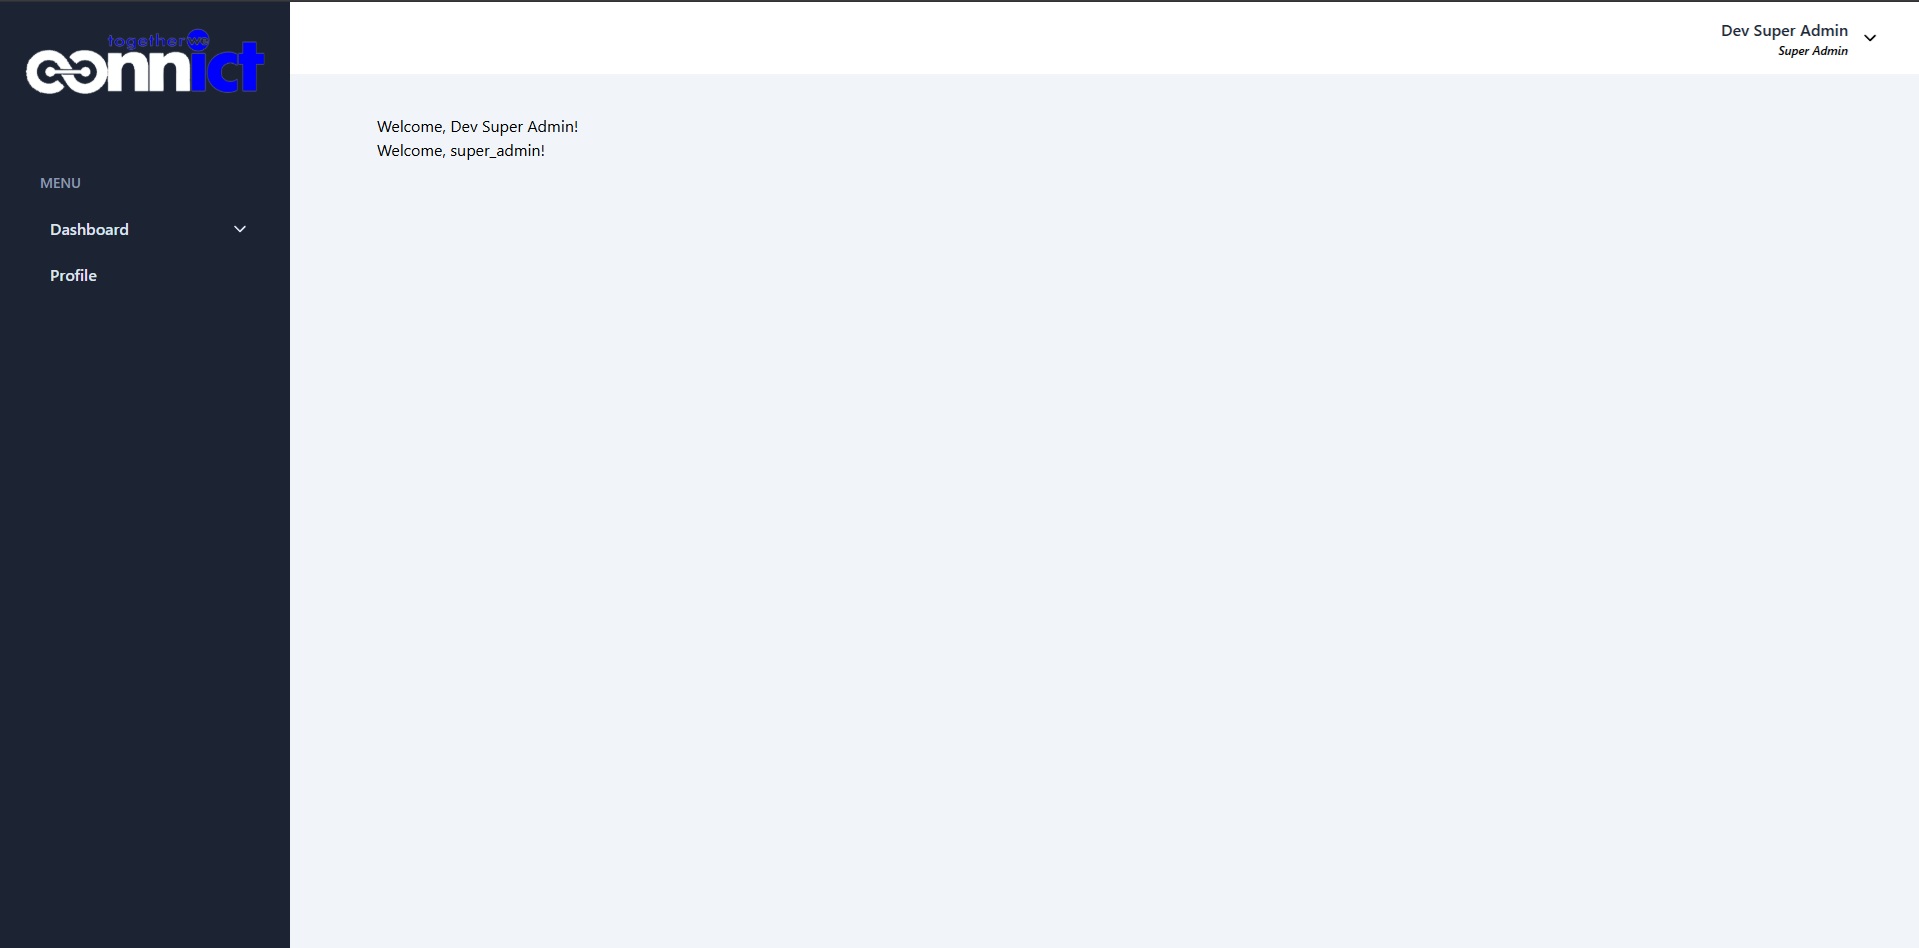 togetherwe
connict
Dev Super Admin
Super Admin
MENU
Dashboard
Profile
Welcome, Dev Super Admin!
Welcome, super_admin!